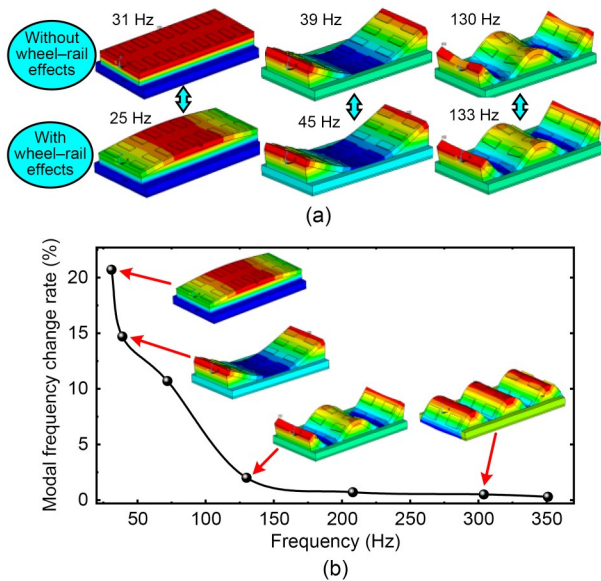 Without
wheel–rail
effects
31 Hz
39 Hz
130 Hz
With
wheel–rail
effects
25 Hz
45 Hz
133 Hz
(a)
(b)
Modal frequency change rate (%)
20
15
10
5
0
50 100 150 200 250 300 350
Frequency (Hz)